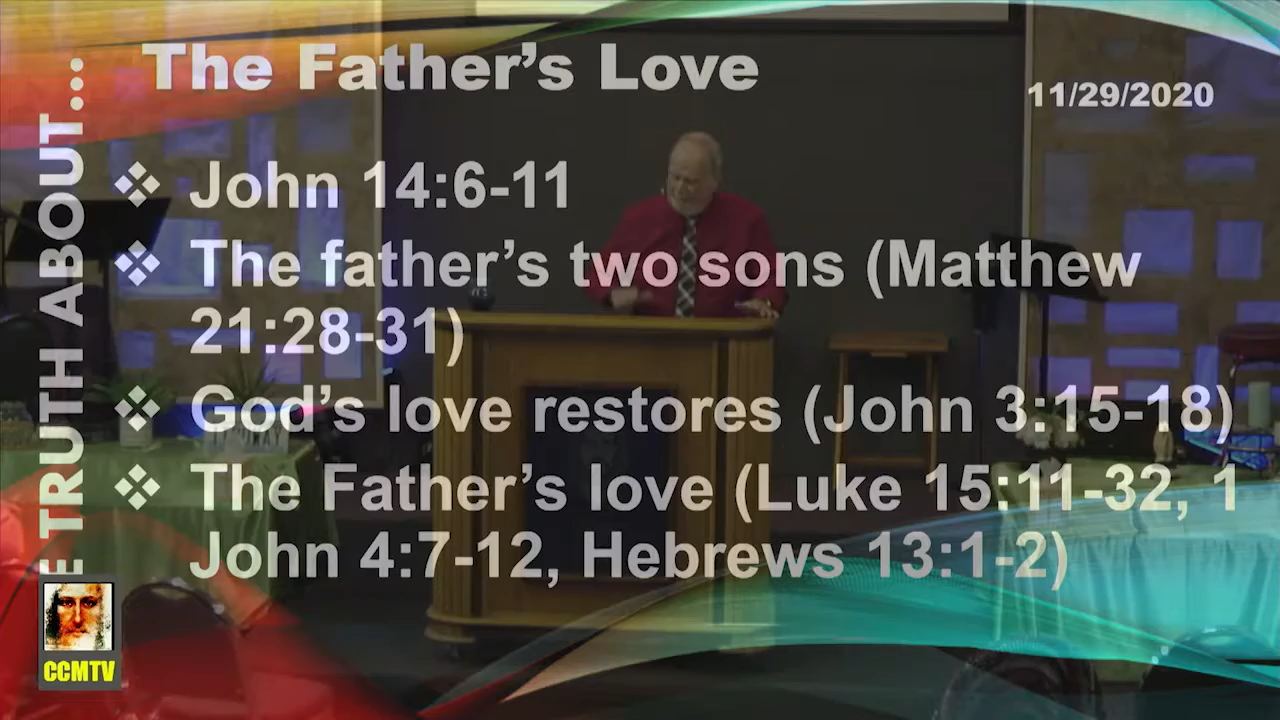 The Father's Love
11/29/2020
E TRUTH ABOUT...
❖ John 14:6-11
❖ The father's two sons (Matthew
21:28-31)
❖ God's love restores (John 3:15-18)
❖ The Father's love (Luke 15:11-32, 1
John 4:7-12, Hebrews 13:1-2)
CCMTV